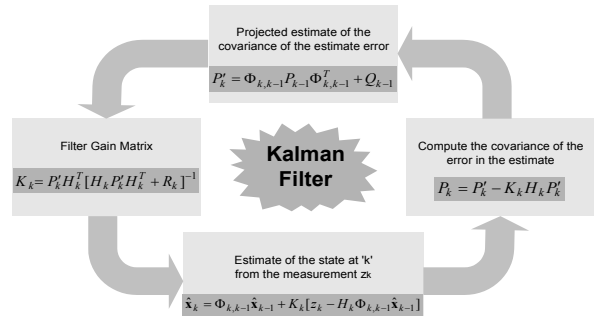 Projected estimate of the
covariance of the estimate error
P′ₖ = Φₖ,ₖ₋₁Pₖ₋₁Φᵀₖ,ₖ₋₁ + Qₖ₋₁
Filter Gain Matrix
Kₖ = P′ₖHₖᵀ[HₖP′ₖHₖᵀ + Rₖ]⁻¹
Kalman
Filter
Compute the covariance of the
error in the estimate
Pₖ = P′ₖ − KₖHₖP′ₖ
Estimate of the state at 'k'
from the measurement zₖ
x̂ₖ = Φₖ,ₖ₋₁x̂ₖ₋₁ + Kₖ[zₖ − HₖΦₖ,ₖ₋₁x̂ₖ₋₁]